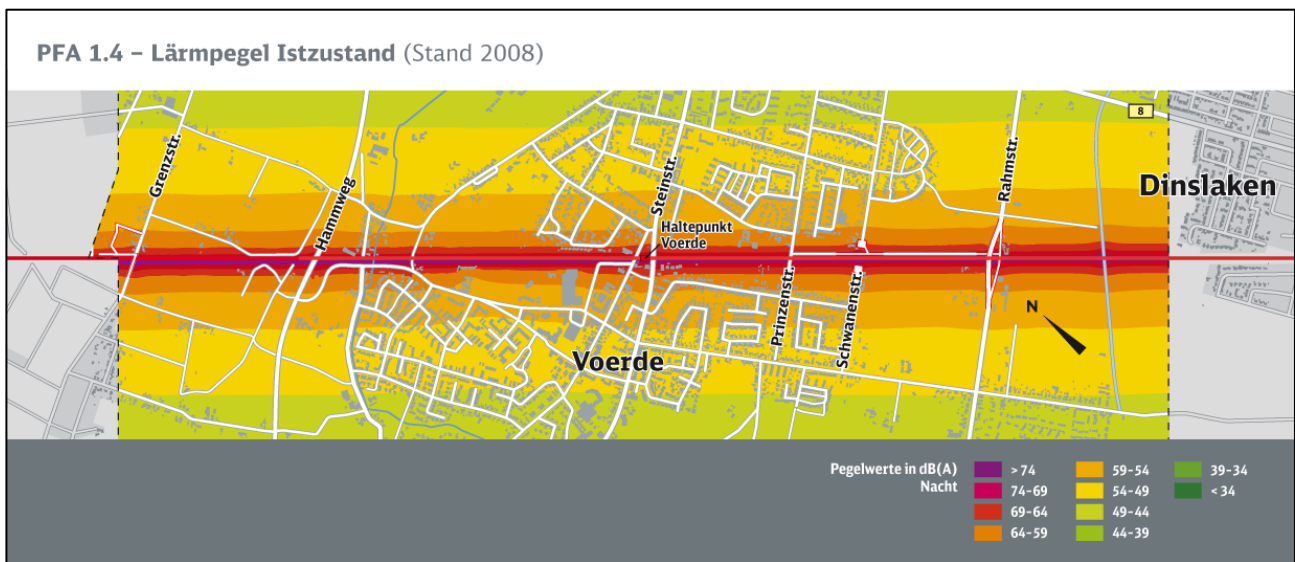 PFA 1.4 – Lärmpegel Istzustand (Stand 2008)
8
Grenzstr.
Hammweg
Steinstr.
Rahmstr.
Dinslaken
Haltepunkt
Voerde
Prinzenstr.
Schwanenstr.
N
Voerde
Pegelwerte in dB(A)
Nacht
> 74
74-69
69-64
64-59
59-54
54-49
49-44
44-39
39-34
< 34